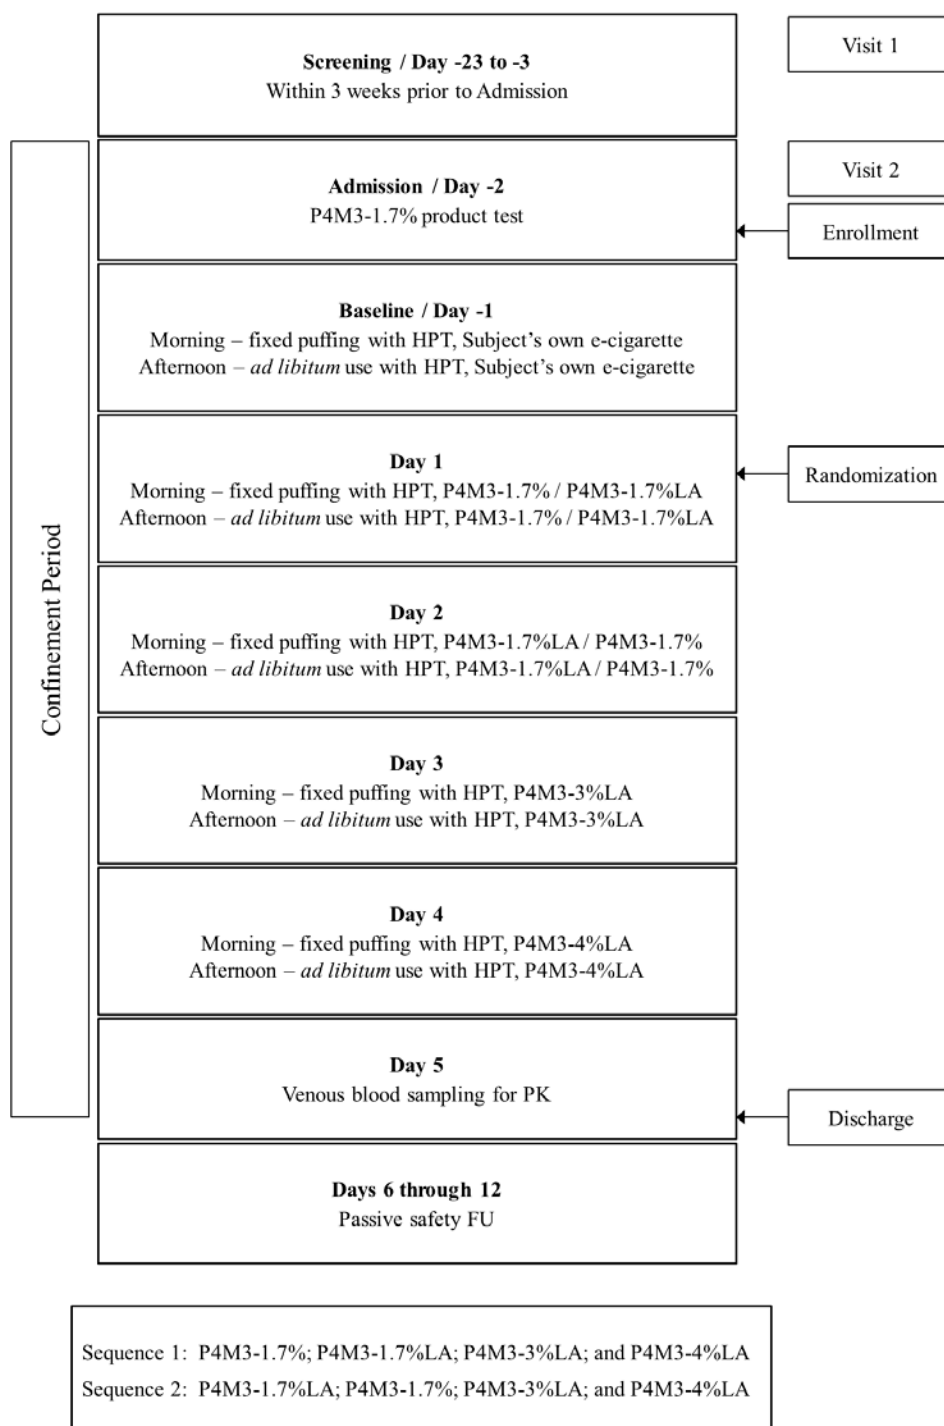 Screening / Day -23 to -3
Within 3 weeks prior to Admission
Visit 1
Confinement Period
Admission / Day -2
P4M3-1.7% product test
Visit 2
Enrollment
Baseline / Day -1
Morning – fixed puffing with HPT, Subject's own e-cigarette
Afternoon – ad libitum use with HPT, Subject's own e-cigarette
Day 1
Morning – fixed puffing with HPT, P4M3-1.7% / P4M3-1.7%LA
Afternoon – ad libitum use with HPT, P4M3-1.7% / P4M3-1.7%LA
Randomization
Day 2
Morning – fixed puffing with HPT, P4M3-1.7%LA / P4M3-1.7%
Afternoon – ad libitum use with HPT, P4M3-1.7%LA / P4M3-1.7%
Day 3
Morning – fixed puffing with HPT, P4M3-3%LA
Afternoon – ad libitum use with HPT, P4M3-3%LA
Day 4
Morning – fixed puffing with HPT, P4M3-4%LA
Afternoon – ad libitum use with HPT, P4M3-4%LA
Day 5
Venous blood sampling for PK
Discharge
Days 6 through 12
Passive safety FU
Sequence 1: P4M3-1.7%; P4M3-1.7%LA; P4M3-3%LA; and P4M3-4%LA
Sequence 2: P4M3-1.7%LA; P4M3-1.7%; P4M3-3%LA; and P4M3-4%LA